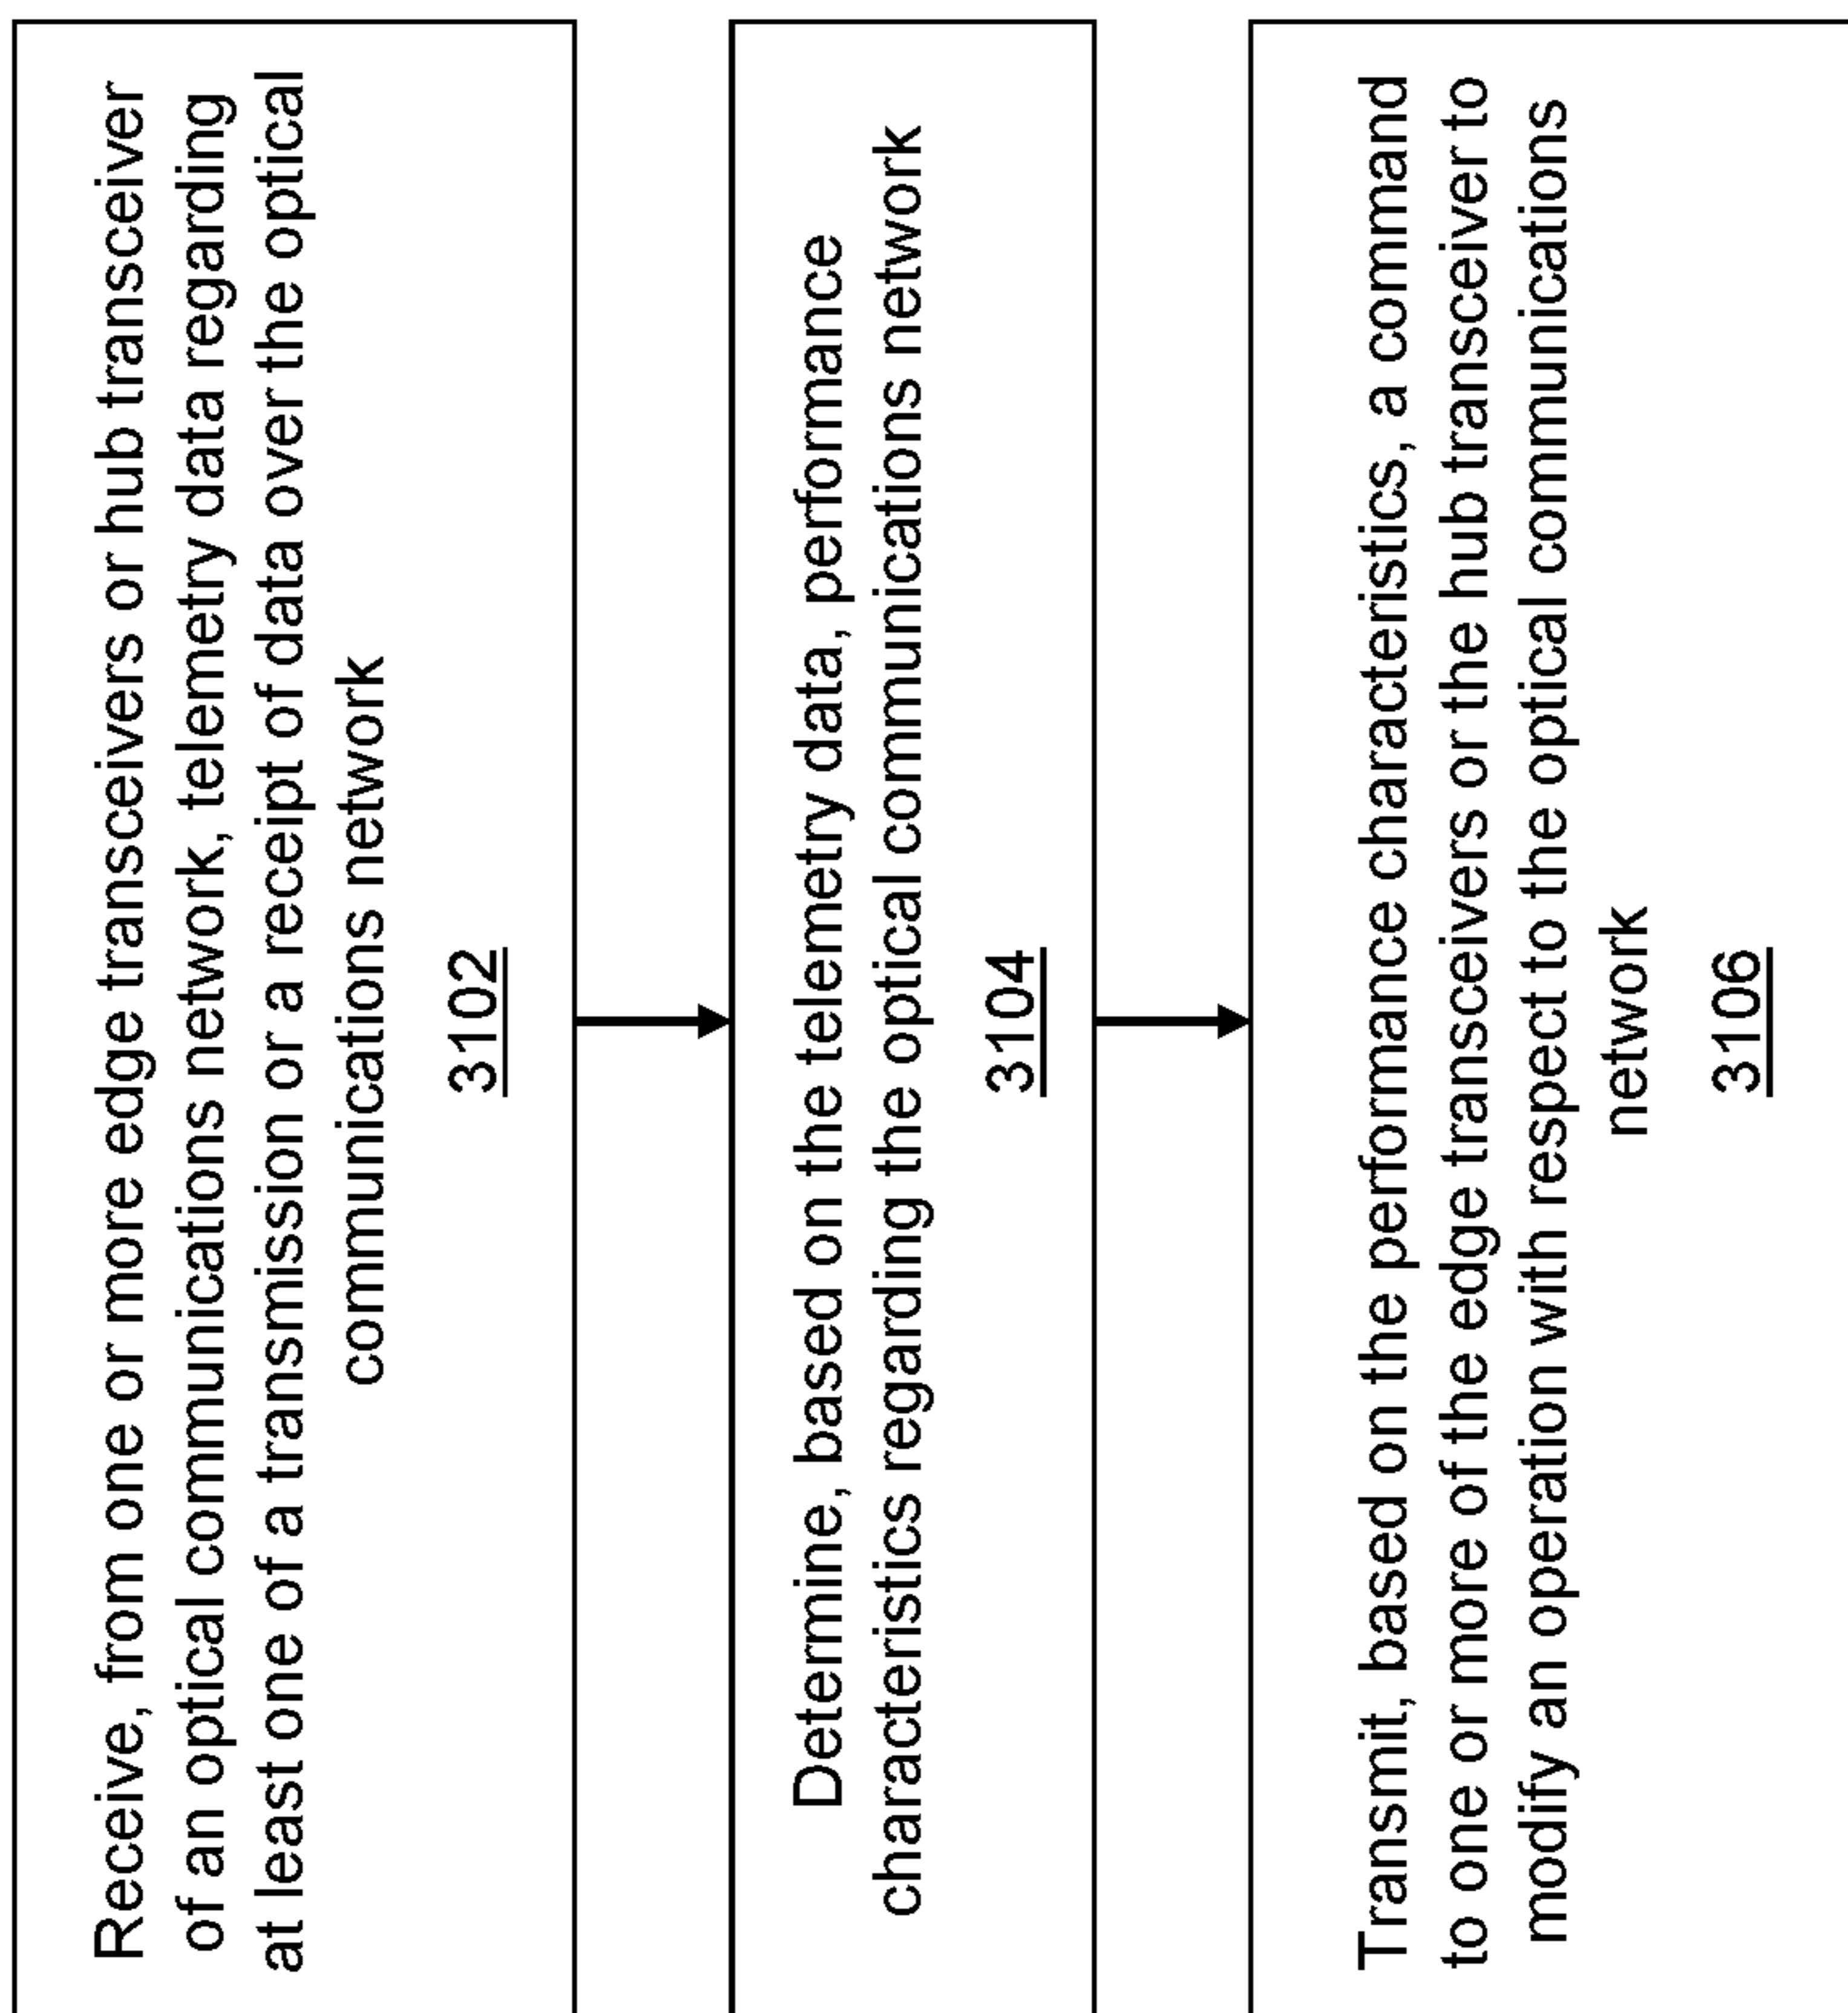 Receive, from one or more edge transceivers or hub transceiver
of an optical communications network, telemetry data regarding
at least one of a transmission or a receipt of data over the optical
communications network
3102
Determine, based on the telemetry data, performance
characteristics regarding the optical communications network
3104
Transmit, based on the performance characteristics, a command
to one or more of the edge transceivers or the hub transceiver to
modify an operation with respect to the optical communications
network
3106